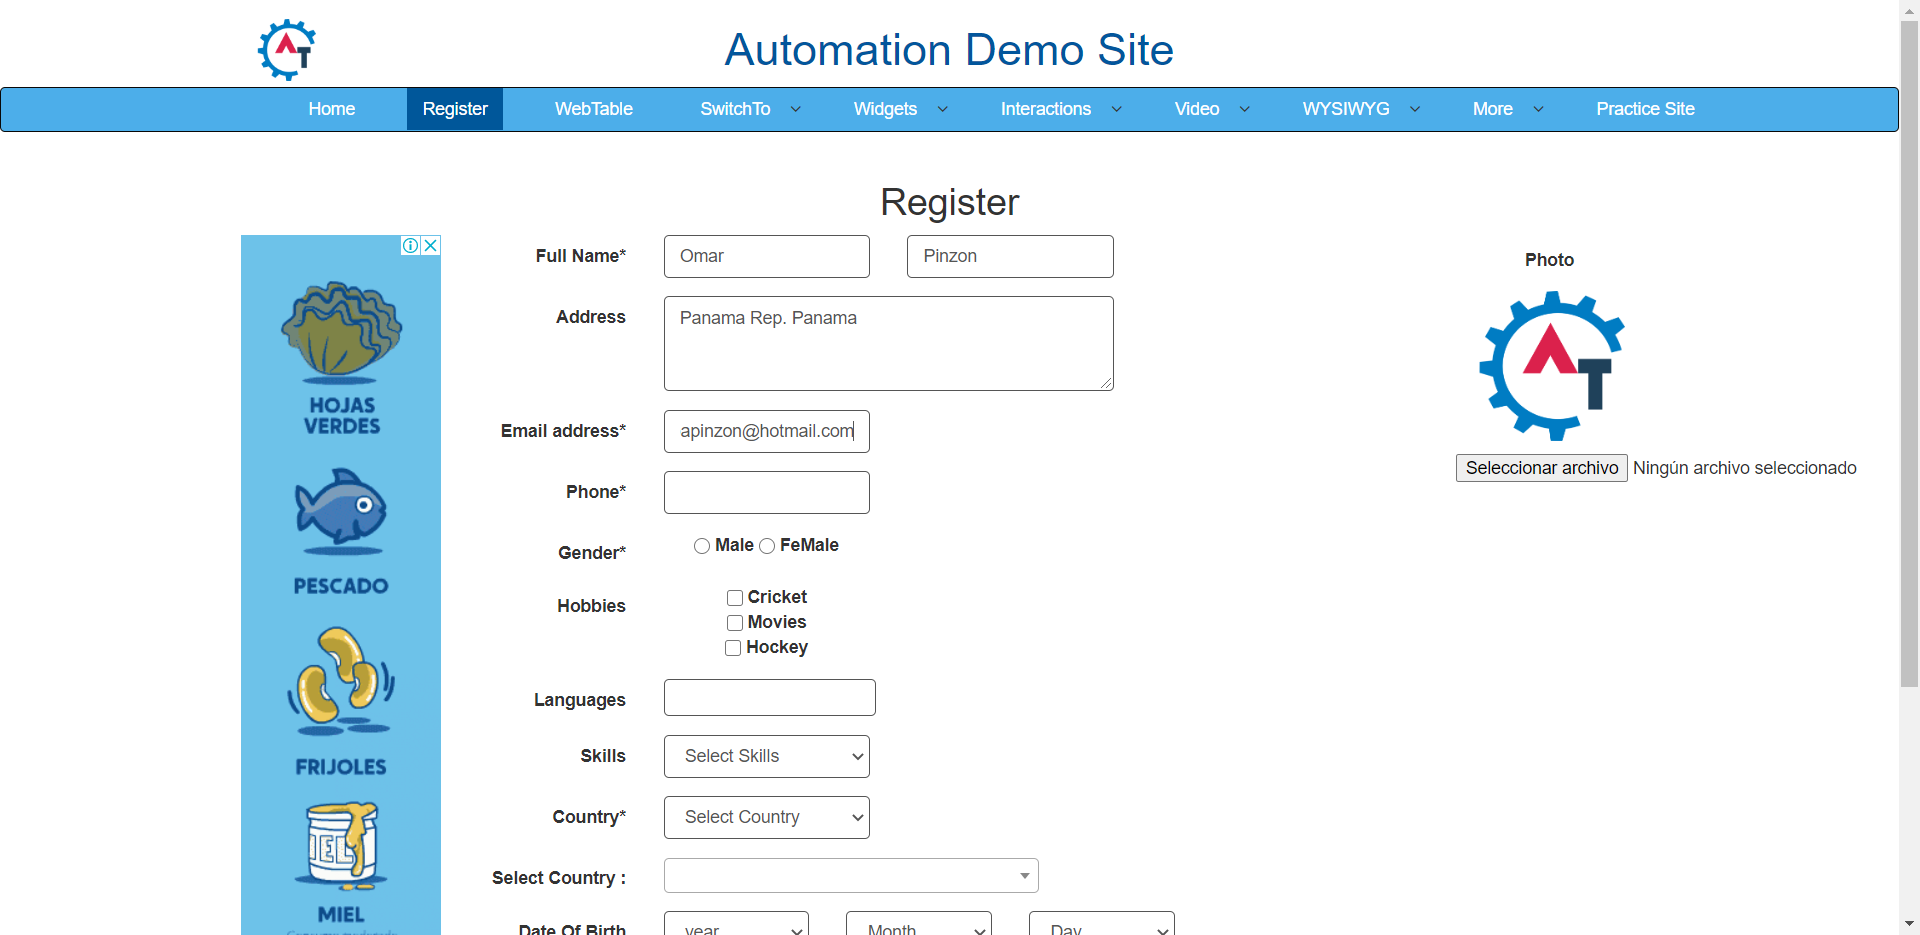 AT
Automation Demo Site
Home Register WebTable SwitchTo Widgets Interactions Video WYSIWYG More Practice Site
Register
Full Name* Omar Pinzon
Photo
Address Panama Rep. Panama
AT
HOJAS
VERDES
Email address* apinzon@hotmail.com
Seleccionar archivo Ningún archivo seleccionado
Phone*
Gender* Male FeMale
PESCADO
Hobbies Cricket
Movies
Hockey
Languages
Skills Select Skills
FRIJOLES
Country* Select Country
IEL
Select Country :
MIEL
Date Of Birth year Month Day